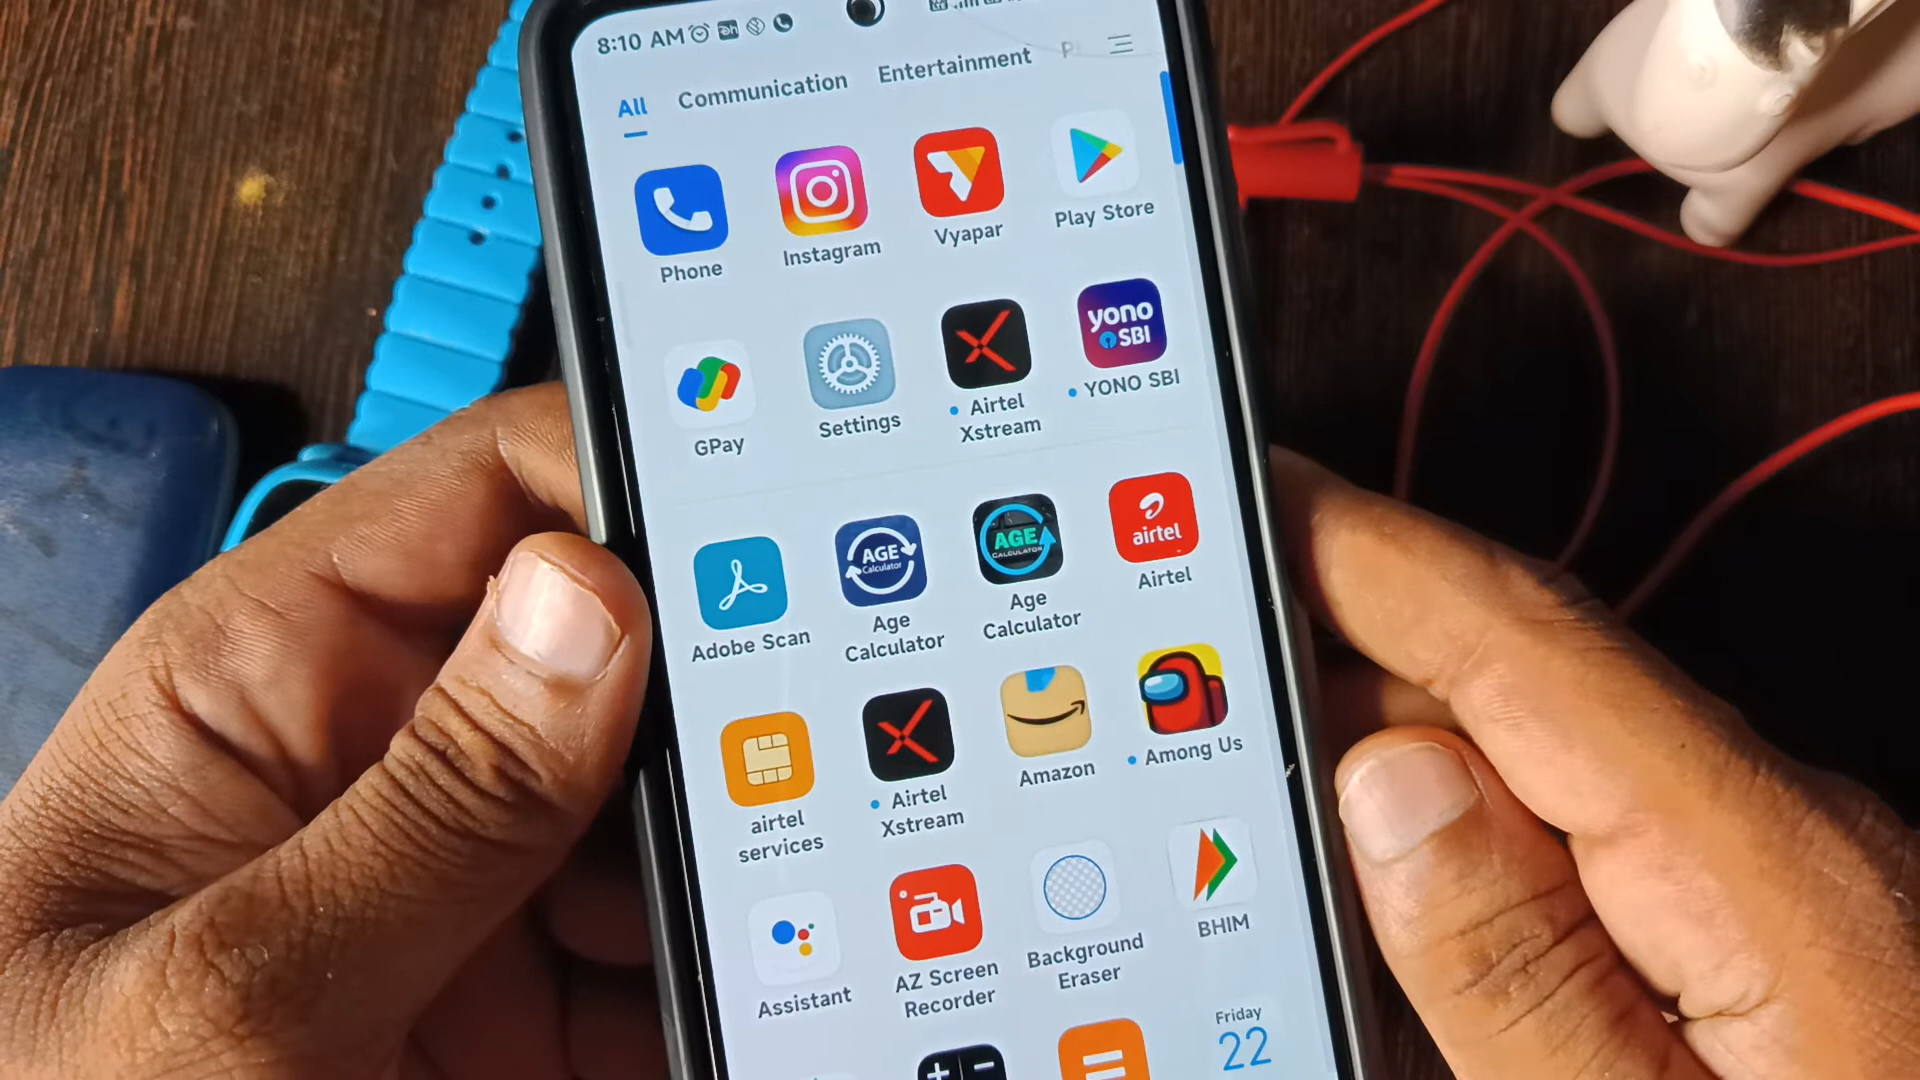 8:10 AM
All Communication Entertainment
Phone Instagram Vyapar Play Store
yono
SBI
GPay Settings Airtel
Xstream YONO SBI
AGE
Calculator
AGE
CALCULATOR
airtel
Adobe Scan Age
Calculator Age
Calculator Airtel
airtel
services Airtel
Xstream Amazon Among Us
Assistant AZ Screen
Recorder Background
Eraser BHIM
Friday
22